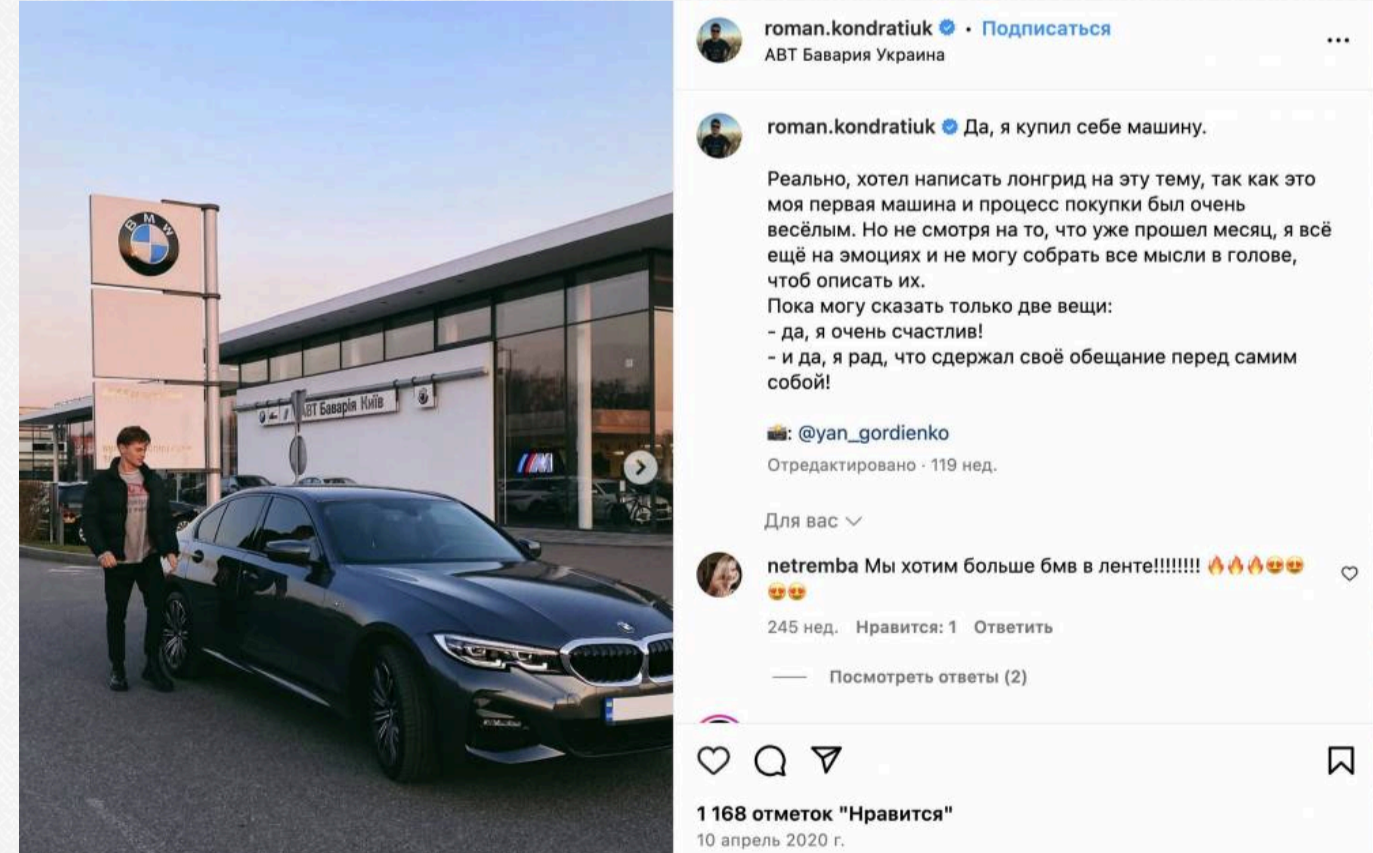 BMW
АВТ Баварія Київ
M
roman.kondratiuk • Подписаться
АВТ Бавария Украина
roman.kondratiuk Да, я купил себе машину.
Реально, хотел написать лонгрид на эту тему, так как это
моя первая машина и процесс покупки был очень
весёлым. Но не смотря на то, что уже прошел месяц, я всё
ещё на эмоциях и не могу собрать все мысли в голове,
чтоб описать их.
Пока могу сказать только две вещи:
- да, я очень счастлив!
- и да, я рад, что сдержал своё обещание перед самим
собой!
📸: @yan_gordienko
Отредактировано · 119 нед.
Для вас
netremba Мы хотим больше бмв в ленте!!!!!!!! 🔥🔥🔥😍😍
😍😍
245 нед. Нравится: 1 Ответить
Посмотреть ответы (2)
1 168 отметок "Нравится"
10 апрель 2020 г.